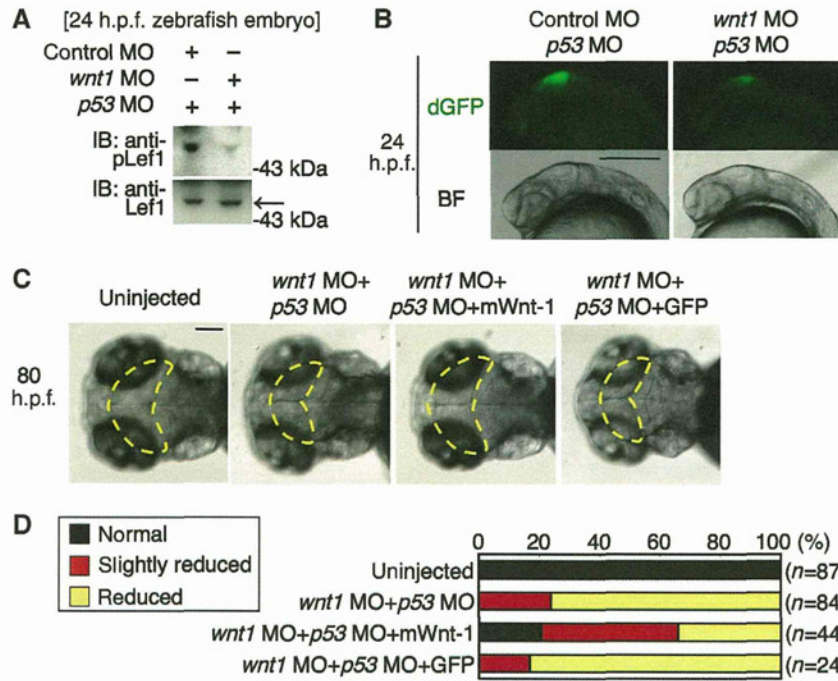 A [24 h.p.f. zebrafish embryo]
Control MO + –
wnt1 MO – +
p53 MO + +
IB: anti-
pLef1
-43 kDa
IB: anti-
Lef1 ←
-43 kDa
B
Control MO
p53 MO
wnt1 MO
p53 MO
24
h.p.f.
dGFP
BF
C
80
h.p.f.
Uninjected
wnt1 MO+
p53 MO
wnt1 MO+
p53 MO+mWnt-1
wnt1 MO+
p53 MO+GFP
D
Normal
Slightly reduced
Reduced
0 20 40 60 80 100 (%)
Uninjected (n=87
wnt1 MO+p53 MO (n=84
wnt1 MO+p53 MO+mWnt-1 (n=44
wnt1 MO+p53 MO+GFP (n=24